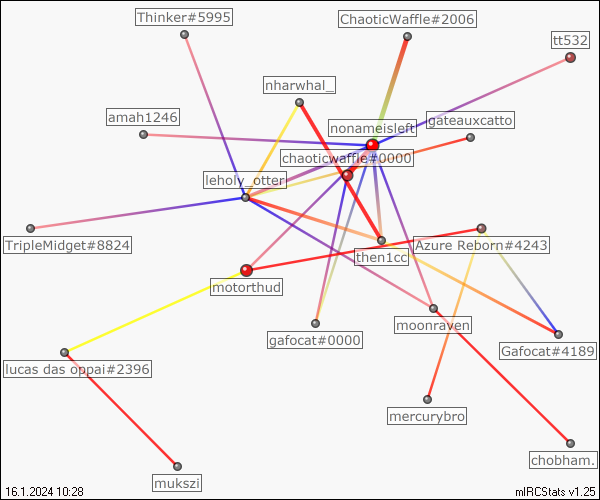 Thinker#5995
ChaoticWaffle#2006
tt532
nharwhal_
amah1246
nonameisleft
gateauxcatto
chaoticwaffle#0000
leholy_otter
TripleMidget#8824
Azure Reborn#4243
then1cc
motorthud
moonraven
gafocat#0000
Gafocat#4189
lucas das oppai#2396
mercurybro
chobham.
mukszi
16.1.2024 10:28
mIRCStats v1.25